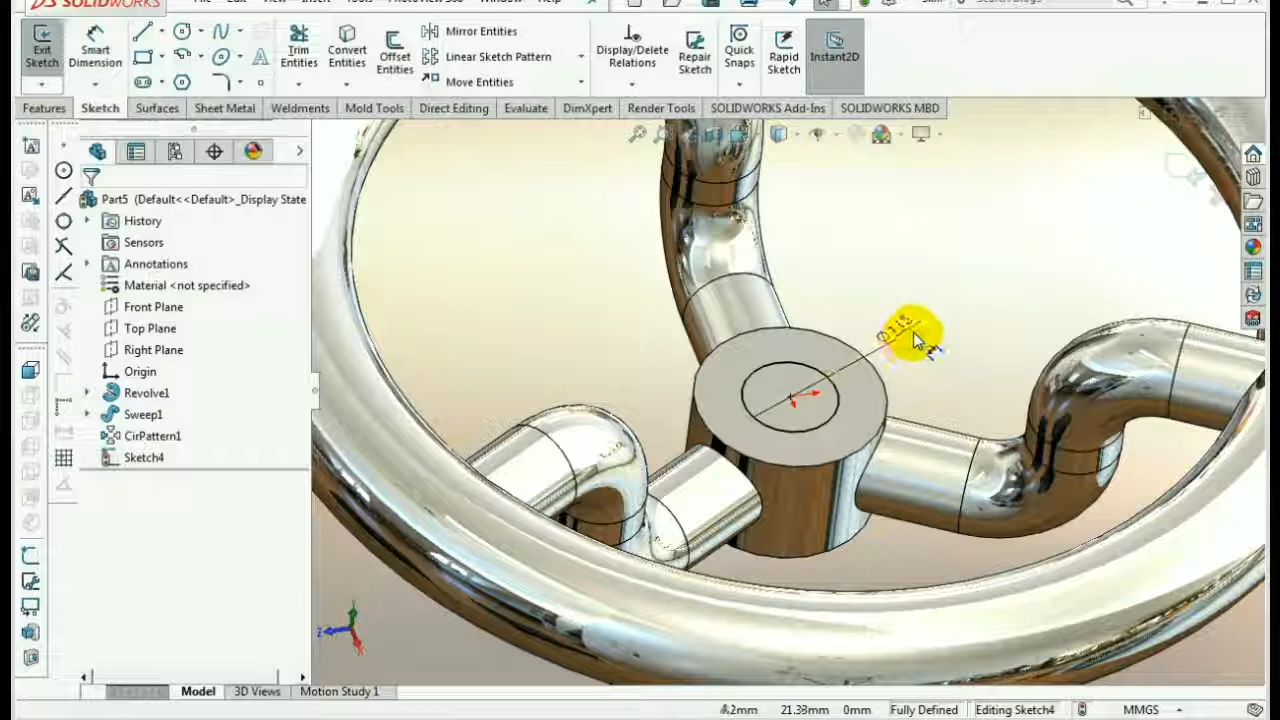 SOLIDWORKS
Exit Sketch
Smart Dimension
Trim Entities
Convert Entities
Offset Entities
Mirror Entities
Linear Sketch Pattern
Move Entities
Display/Delete Relations
Repair Sketch
Quick Snaps
Rapid Sketch
Instant2D
Features
Sketch
Surfaces
Sheet Metal
Weldments
Mold Tools
Direct Editing
Evaluate
DimXpert
Render Tools
SOLIDWORKS Add-Ins
SOLIDWORKS MBD
Part5 (Default<<Default>_Display State
History
Sensors
Annotations
Material <not specified>
Front Plane
Top Plane
Right Plane
Origin
Revolve1
Sweep1
CirPattern1
Sketch4
Model
3D Views
Motion Study 1
Fully Defined
Editing Sketch4
MMGS